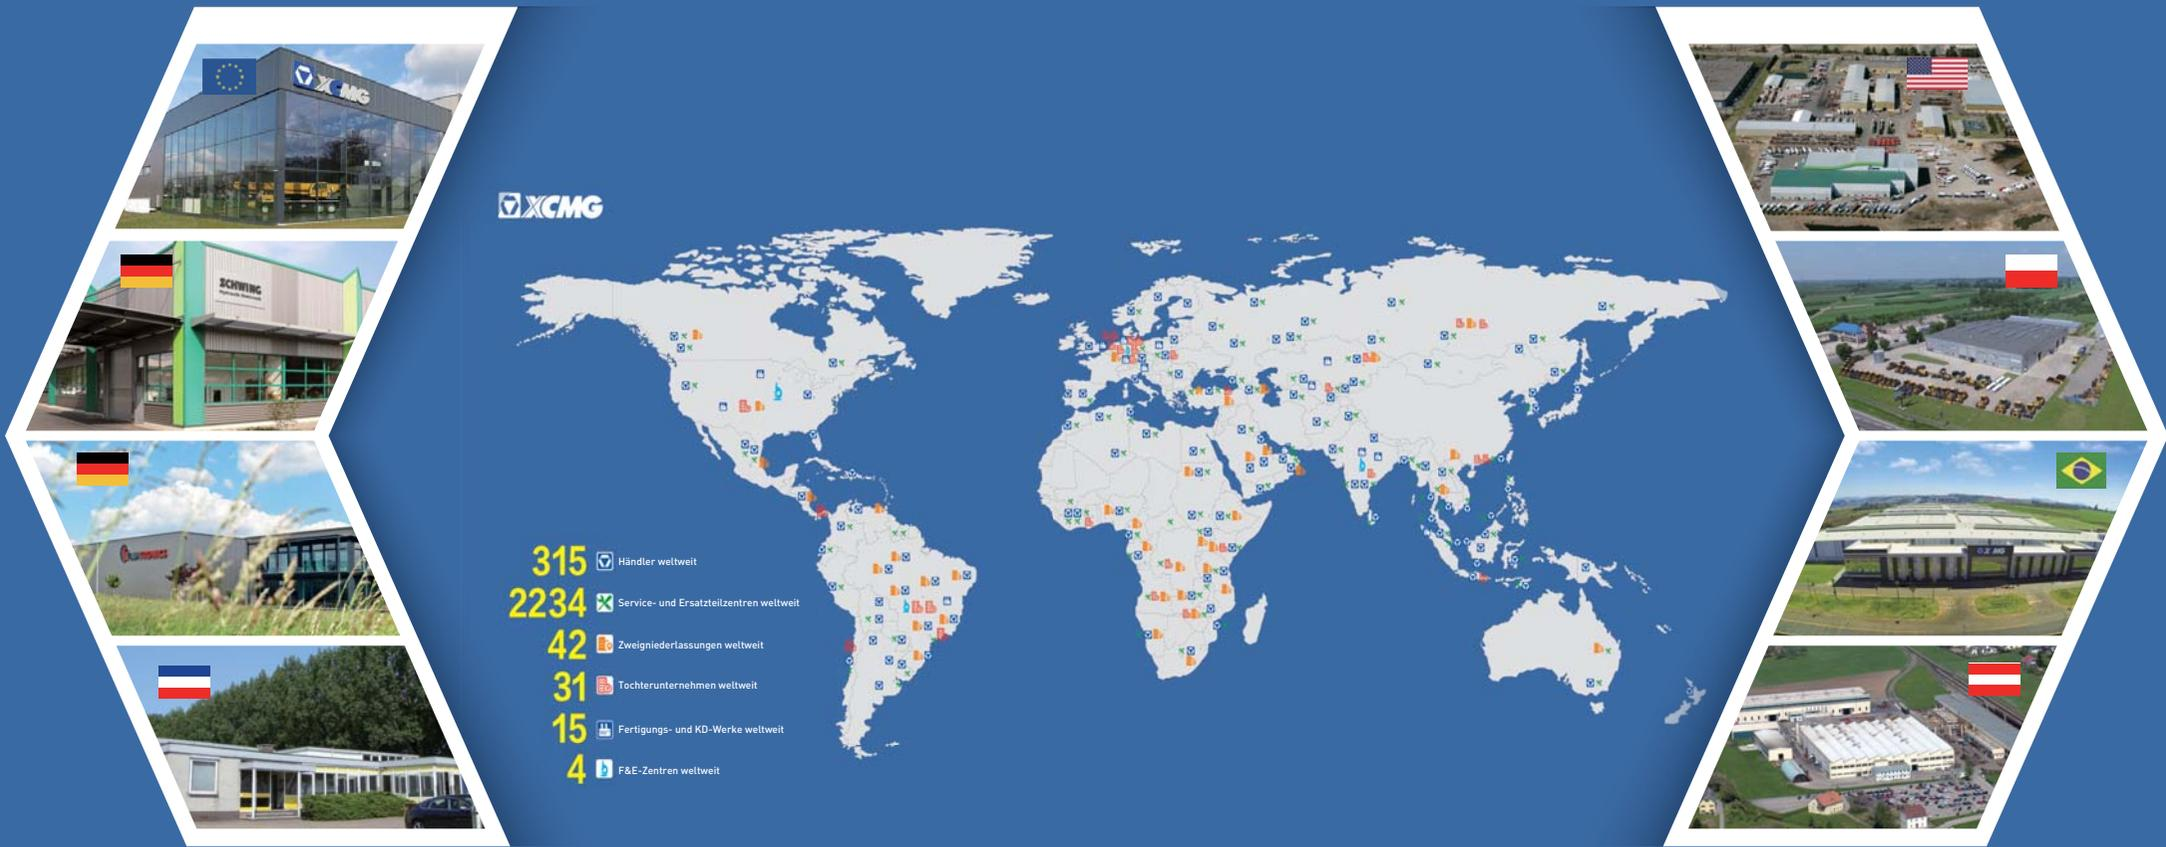 XCMG
SCHWING
XCMG
315 Händler weltweit
2234 Service- und Ersatzteilzentren weltweit
42 Zweigniederlassungen weltweit
31 Tochterunternehmen weltweit
15 Fertigungs- und KD-Werke weltweit
4 F&E-Zentren weltweit